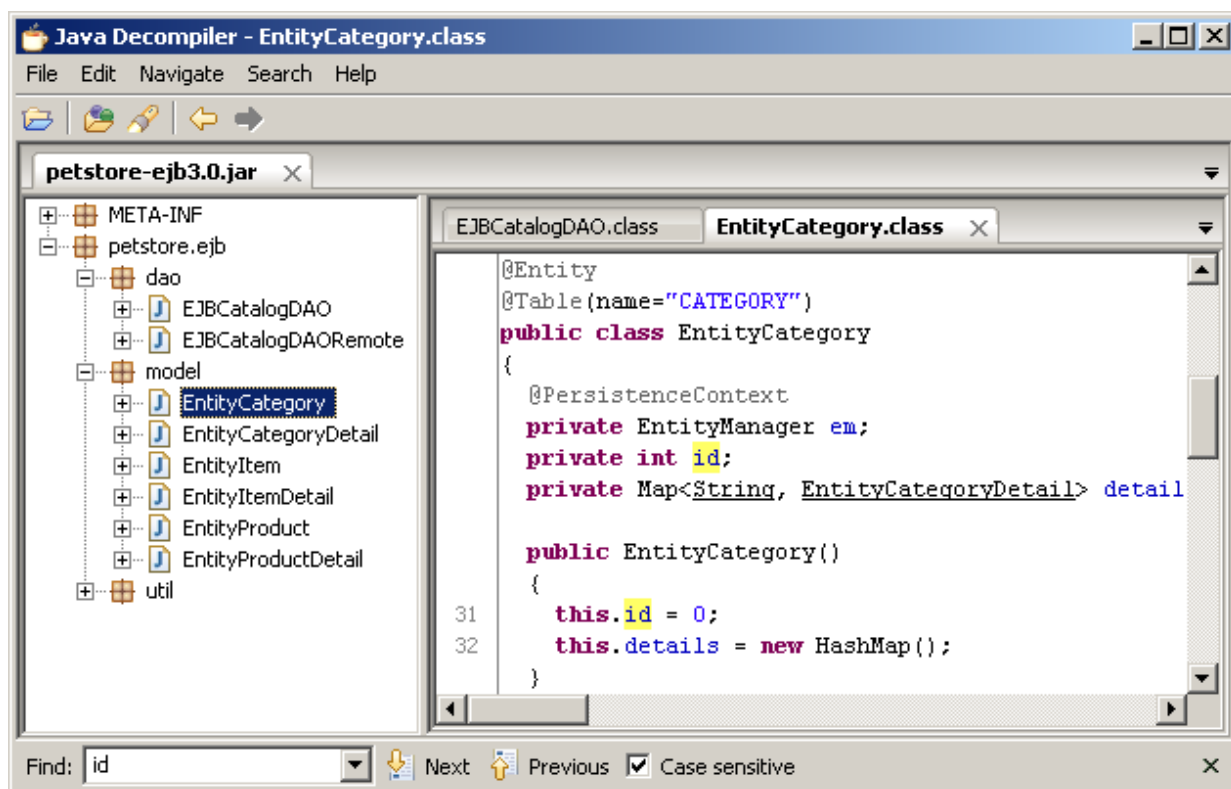 Java Decompiler - EntityCategory.class
File Edit Navigate Search Help
petstore-ejb3.0.jar
META-INF
petstore.ejb
dao
EJBCatalogDAO
EJBCatalogDAORemote
model
EntityCategory
EntityCategoryDetail
EntityItem
EntityItemDetail
EntityProduct
EntityProductDetail
util
EJBCatalogDAO.class EntityCategory.class
@Entity
@Table(name="CATEGORY")
public class EntityCategory
{
@PersistenceContext
private EntityManager em;
private int id;
private Map<String, EntityCategoryDetail> detail
public EntityCategory()
{
31 this.id = 0;
32 this.details = new HashMap();
}
Find: id Next Previous Case sensitive